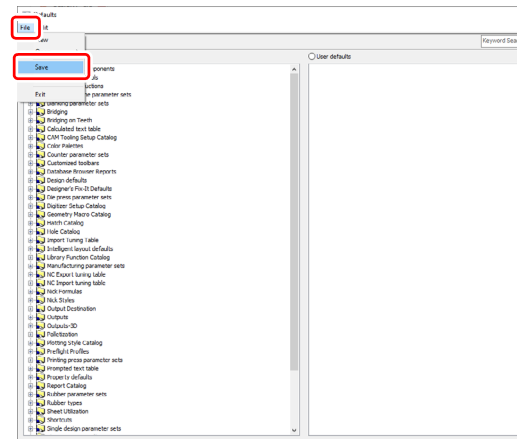 Defaults
File
Keyword Sea
User defaults
Save
ponents
uctions
Exit
e parameter sets
Blanking parameter sets
Bridging
Bridging on Teeth
Calculated text table
CAM Tooling Setup Catalog
Color Palettes
Counter parameter sets
Customized toolbars
Database Browser Reports
Design defaults
Designer's Fix-It Defaults
Die press parameter sets
Digitizer Setup Catalog
Geometry Macro Catalog
Hatch Catalog
Hole Catalog
Import Tuning Table
Intelligent layout defaults
Library Function Catalog
Manufacturing parameter sets
NC Export tuning table
NC Import tuning table
Nick Formulas
Nick Styles
Output Destination
Outputs
Outputs-3D
Palletization
Plotting Style Catalog
Preflight Profiles
Printing press parameter sets
Prompted text table
Property defaults
Report Catalog
Rubber parameter sets
Rubber types
Sheet Utilization
Shortcuts
Single design parameter sets